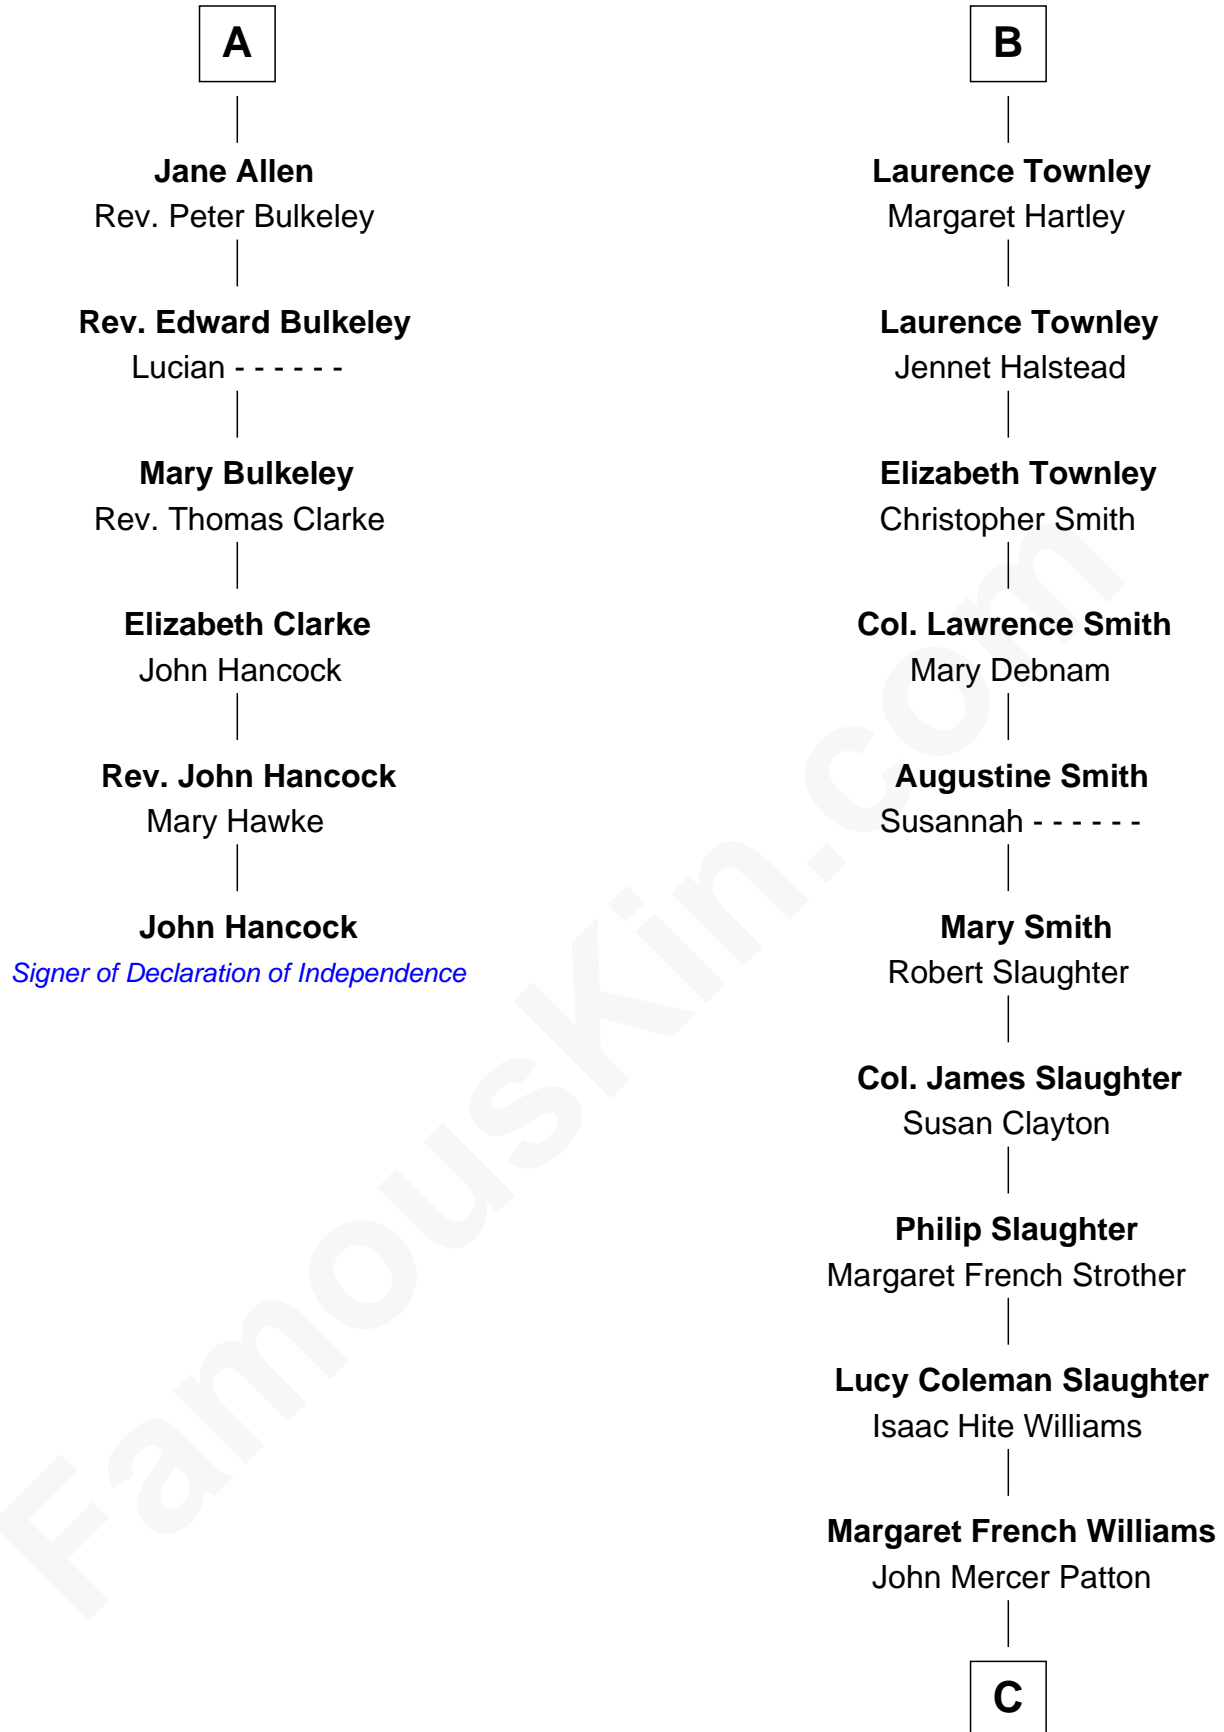 A
Jane Allen
Rev. Peter Bulkeley
Rev. Edward Bulkeley
Lucian - - - - - -
Mary Bulkeley
Rev. Thomas Clarke
Elizabeth Clarke
John Hancock
Rev. John Hancock
Mary Hawke
John Hancock
Signer of Declaration of Independence
B
Laurence Townley
Margaret Hartley
Laurence Townley
Jennet Halstead
Elizabeth Townley
Christopher Smith
Col. Lawrence Smith
Mary Debnam
Augustine Smith
Susannah - - - - - -
Mary Smith
Robert Slaughter
Col. James Slaughter
Susan Clayton
Philip Slaughter
Margaret French Strother
Lucy Coleman Slaughter
Isaac Hite Williams
Margaret French Williams
John Mercer Patton
C
FamousKin.com